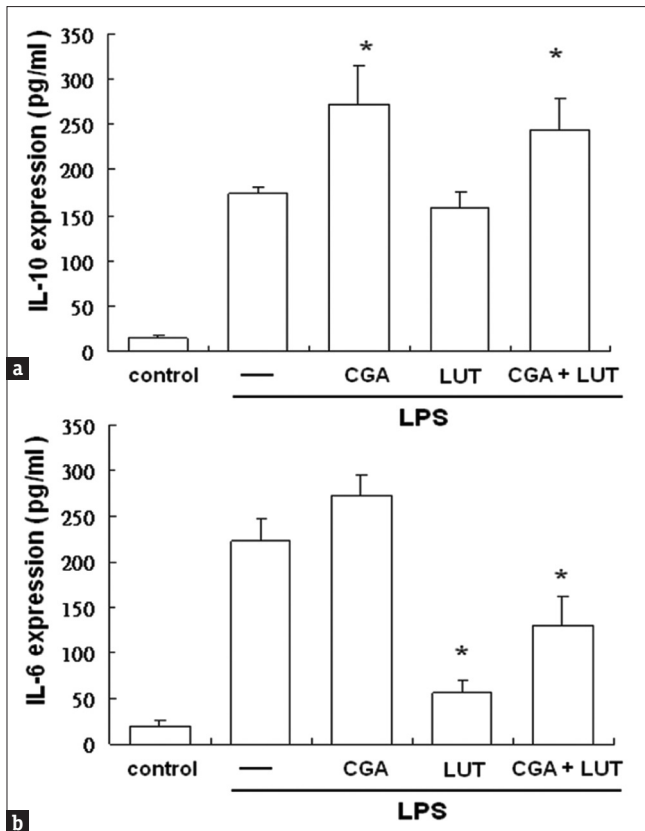 350
300
250
200
150
100
50
0
IL-10 expression (pg/ml)
*
*
control — CGA LUT CGA + LUT
LPS
a
350
300
250
200
150
100
50
0
IL-6 expression (pg/ml)
*
*
control — CGA LUT CGA + LUT
LPS
b